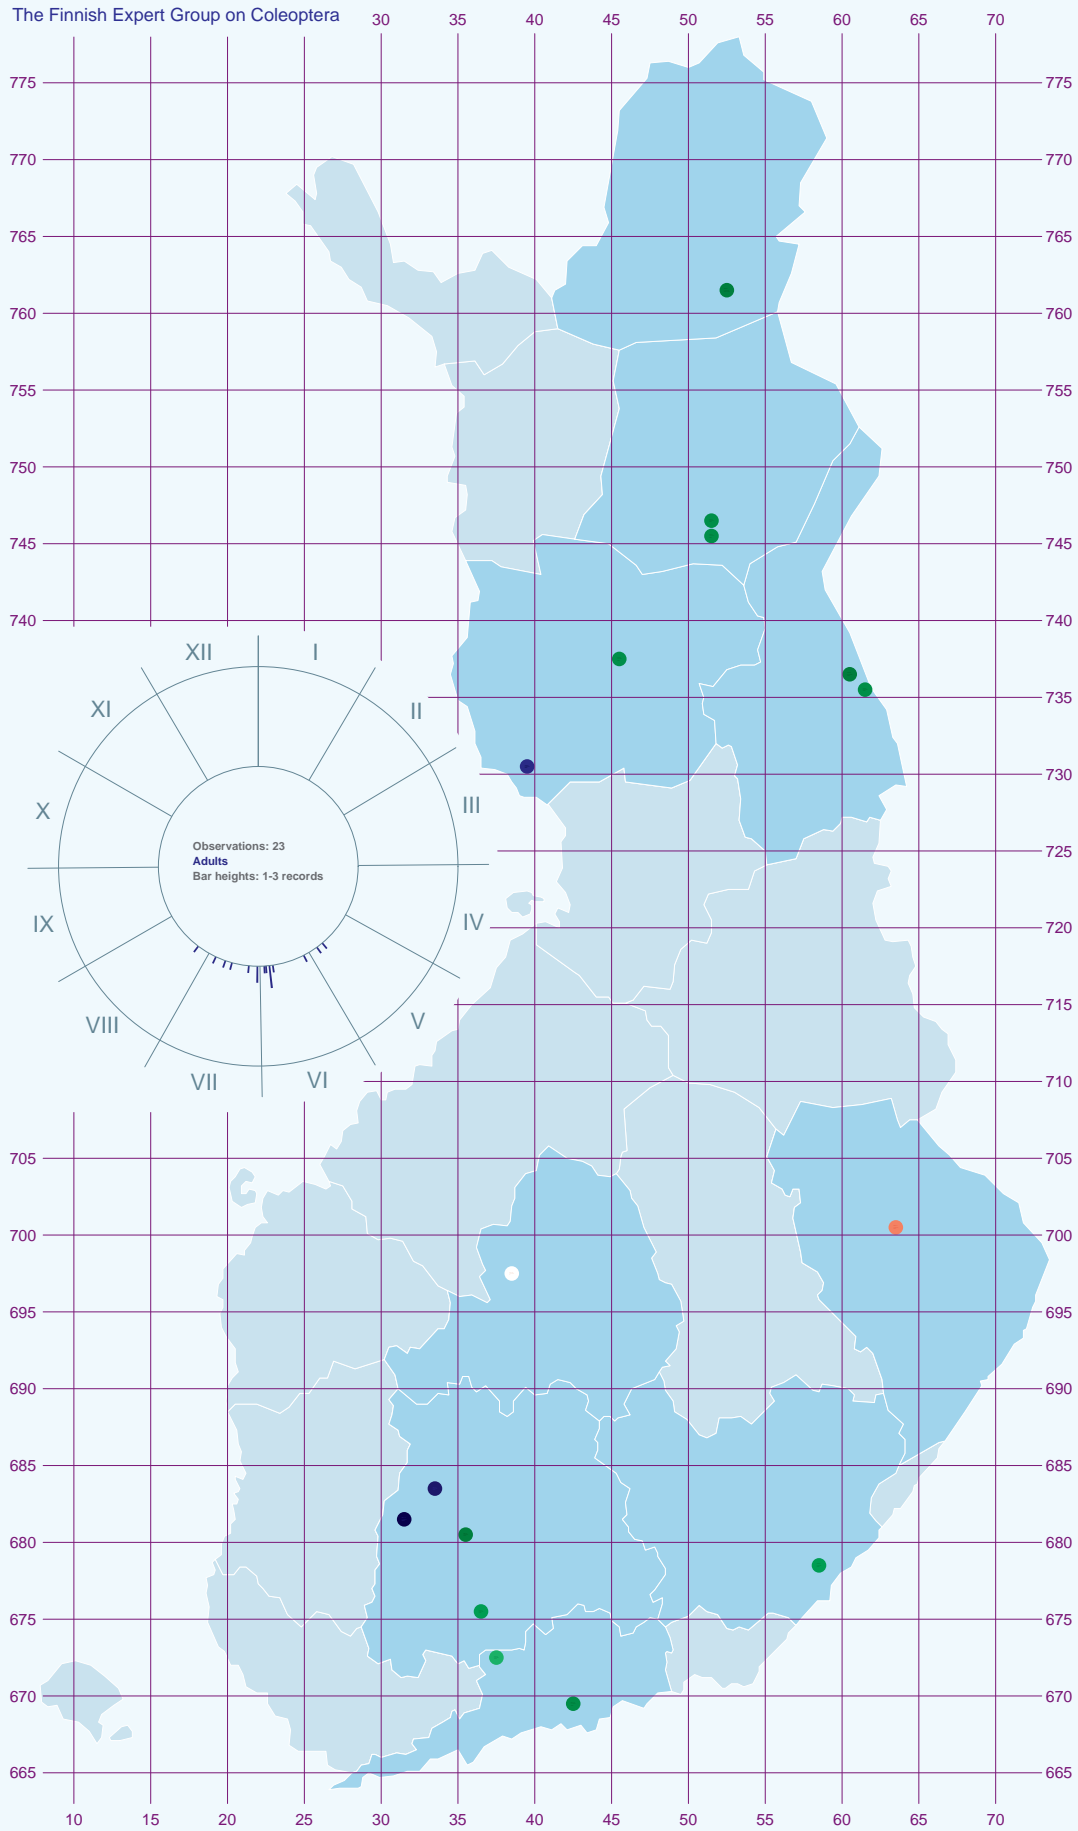 The Finnish Expert Group on Coleoptera
30 35 40 45 50 55 60 65 70
775 775
770 770
765 765
760 760
755 755
750 750
745 745
740 740
XII I
XI II
735
X III
730
Observations: 23
Adults
Bar heights: 1-3 records
725 725
IX IV
720 720
VIII V
715 715
VII VI
710 710
705 705
700 700
695 695
690 690
685 685
680 680
675 675
670 670
665 665
10 15 20 25 30 35 40 45 50 55 60 65 70